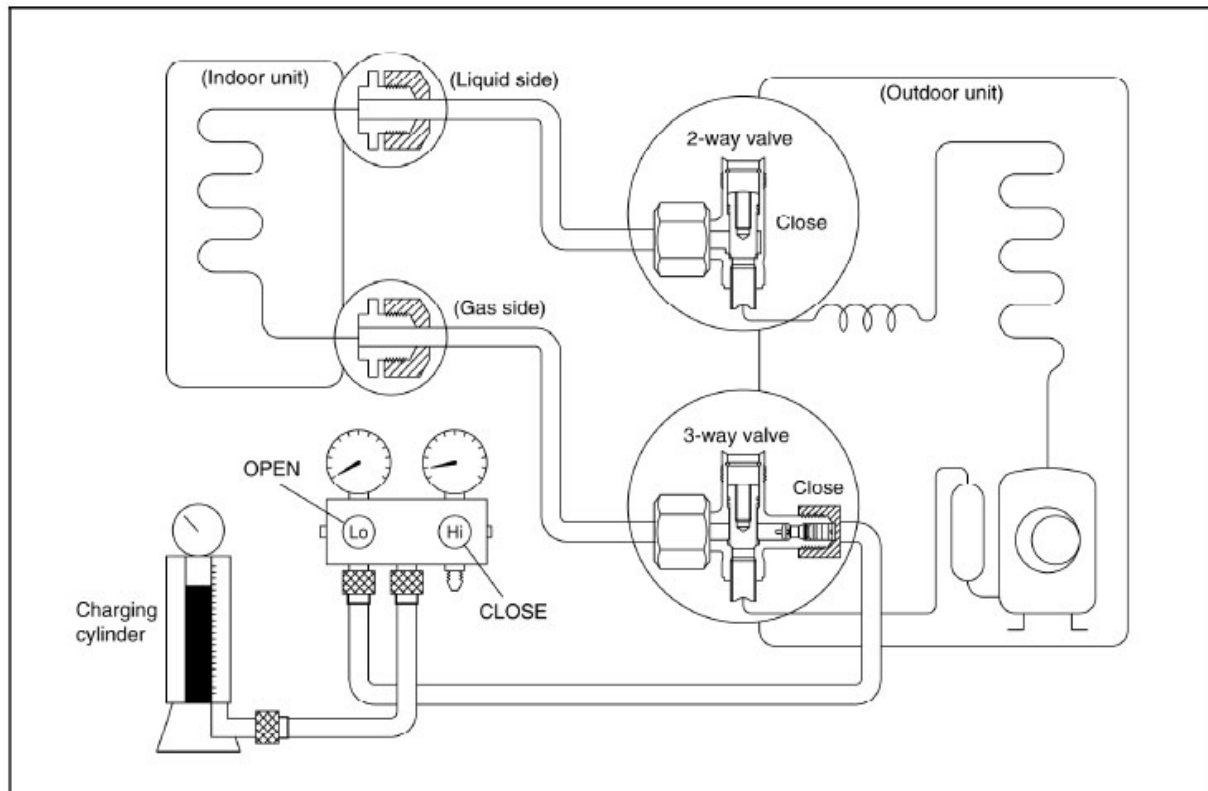 (Indoor unit)
(Liquid side)
(Outdoor unit)
2-way valve
Close
(Gas side)
3-way valve
Close
OPEN
Lo
Hi
CLOSE
Charging
cylinder